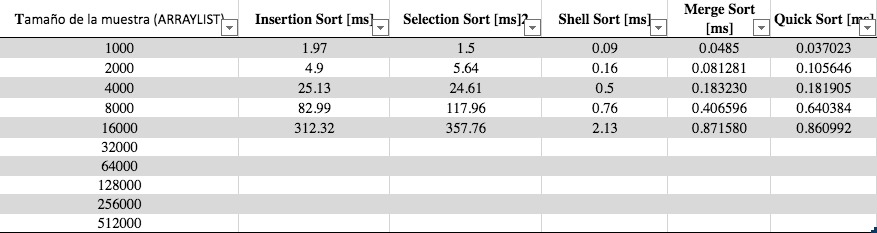 Tamaño de la muestra (ARRAYLIST) Insertion Sort [ms] Selection Sort [ms]2 Shell Sort [ms] Merge Sort [ms] Quick Sort [ms]
1000 1.97 1.5 0.09 0.0485 0.037023
2000 4.9 5.64 0.16 0.081281 0.105646
4000 25.13 24.61 0.5 0.183230 0.181905
8000 82.99 117.96 0.76 0.406596 0.640384
16000 312.32 357.76 2.13 0.871580 0.860992
32000
64000
128000
256000
512000